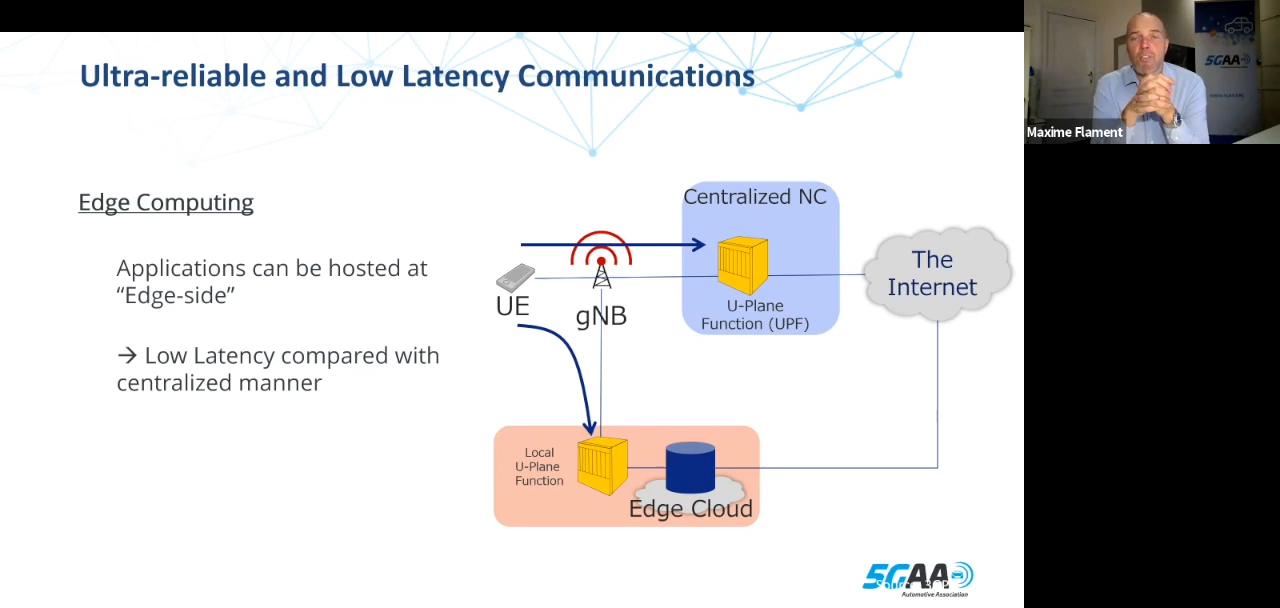 Ultra-reliable and Low Latency Communications
Maxime Flament
5GAA
Edge Computing
Applications can be hosted at
“Edge-side”
→ Low Latency compared with
centralized manner
Centralized NC
UE
gNB
U-Plane
Function (UPF)
The
Internet
Local
U-Plane
Function
Edge Cloud
5GAA
Automotive Association